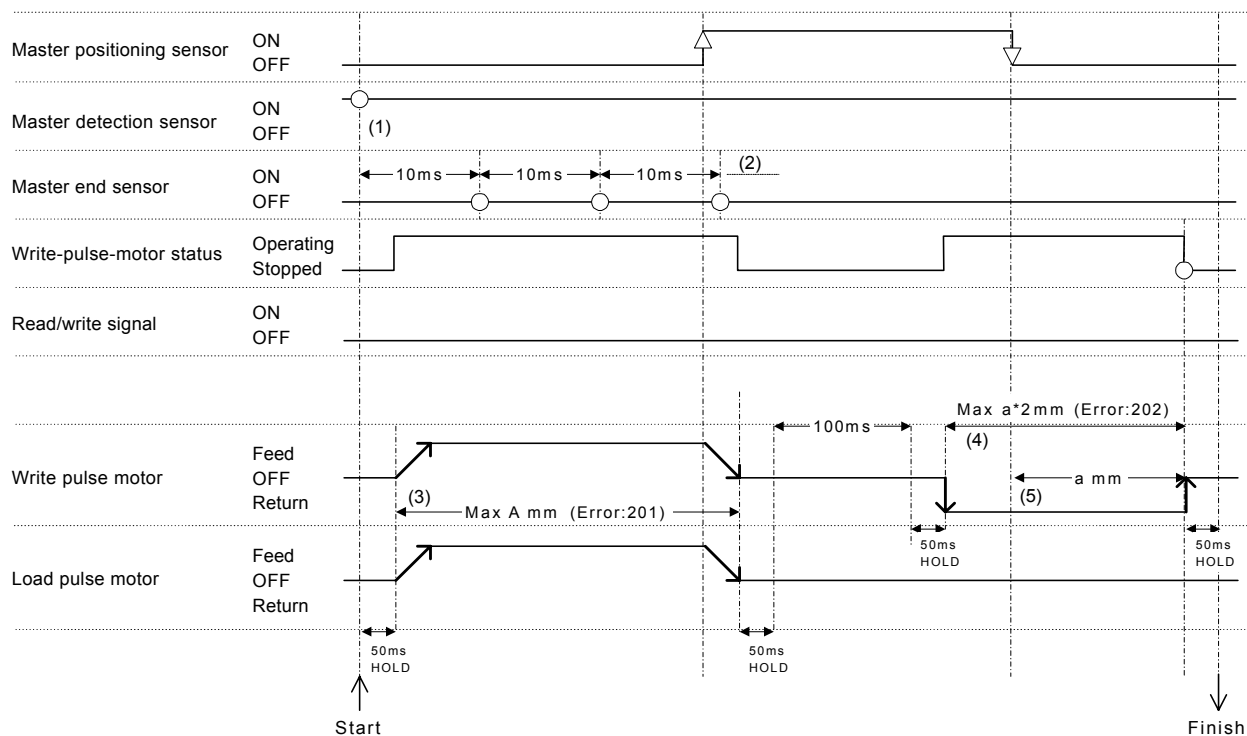 Master positioning sensor ON
OFF
Master detection sensor ON
OFF
(1)
Master end sensor ON
OFF
10ms 10ms 10ms (2)
Write-pulse-motor status Operating
Stopped
Read/write signal ON
OFF
Write pulse motor Feed
OFF
Return
(3)
Max A mm (Error:201)
100ms
Max a*2mm (Error:202)
(4)
a mm
(5)
50ms
HOLD
50ms
HOLD
Load pulse motor Feed
OFF
Return
50ms
HOLD
50ms
HOLD
Start
Finish